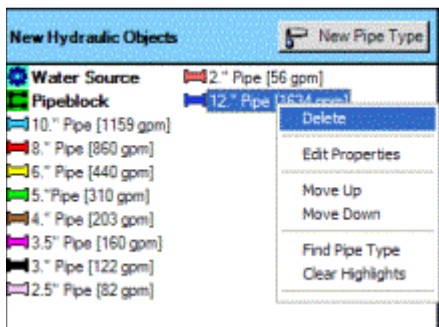 New Hydraulic Objects
New Pipe Type
Water Source
Pipeblock
10." Pipe [1159 gpm]
8." Pipe [860 gpm]
6." Pipe [440 gpm]
5."Pipe [310 gpm]
4." Pipe [203 gpm]
3.5" Pipe [160 gpm]
3." Pipe [122 gpm]
2.5" Pipe [82 gpm]
2." Pipe [56 gpm]
12." Pipe [1634 gpm]
Delete
Edit Properties
Move Up
Move Down
Find Pipe Type
Clear Highlights